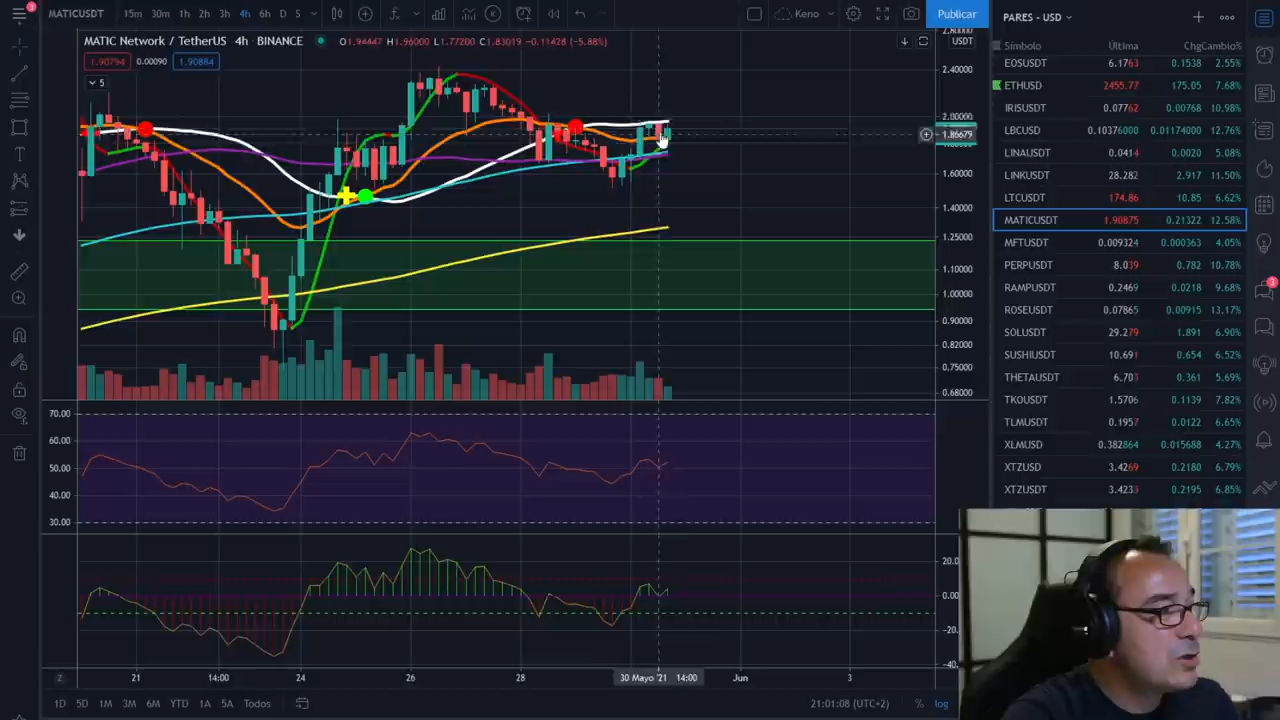 3
MATICUSDT
15m 30m 1h 2h 3h 4h 6h D S
Keno
Publicar
PARES - USD
MATIC Network / TetherUS · 4h · BINANCE
O1.94447 H1.96000 L1.77200 C1.83019 -0.11428 (-5.88%)
USDT
1.90794 0.00090 1.90884
5
2.40000
2.00000
1.86679
1.60000
1.40000
1.25000
1.10000
1.00000
0.90000
0.82000
0.75000
0.68000
Símbolo Última Chg Cambio%
EOSUSDT 6.1763 0.1538 2.55%
ETHUSD 2455.77 175.05 7.68%
IRISUSDT 0.07762 0.00768 10.98%
LBCUSD 0.10376000 0.01174000 12.76%
LINAUSDT 0.0414 0.0020 5.08%
LINKUSDT 28.282 2.917 11.50%
LTCUSDT 174.86 10.85 6.62%
MATICUSDT 1.90875 0.21322 12.58%
MFTUSDT 0.009324 0.000363 4.05%
PERPUSDT 8.039 0.782 10.78%
RAMPUSDT 0.2469 0.0218 9.68%
ROSEUSDT 0.07865 0.00915 13.17%
SOLUSDT 29.279 1.891 6.90%
SUSHIUSDT 10.691 0.654 6.52%
THETAUSDT 6.703 0.361 5.69%
TKOUSDT 1.5706 0.1139 7.82%
TLMUSDT 0.1957 0.0122 6.65%
XLMUSD 0.382864 0.015688 4.27%
XTZUSD 3.4269 0.2180 6.79%
XTZUSDT 3.4233 0.2195 6.85%
3
70.00
60.00
50.00
40.00
30.00
20.0
0.00
-20.
-40.
Z
21 14:00 24 26 28 30 Mayo '21 14:00 Jun 3
1D 5D 1M 3M 6M YTD 1A 5A Todos
21:01:08 (UTC+2)
% log